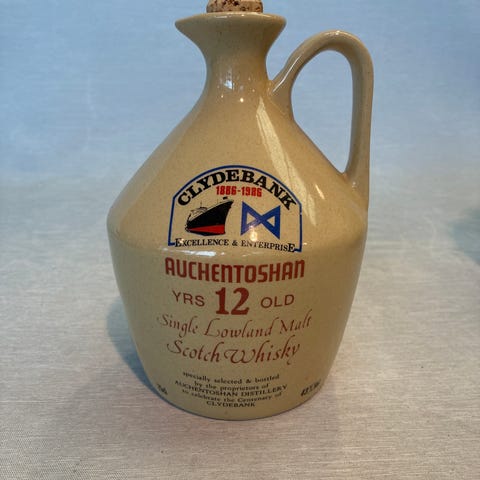 CLYDEBANK
1886-1986
EXCELLENCE & ENTERPRISE
AUCHENTOSHAN
YRS 12 OLD
Single Lowland Malt
Scotch Whisky
specially selected & bottled
by the proprietors of
AUCHENTOSHAN DISTILLERY
to celebrate the Centenary of
CLYDEBANK